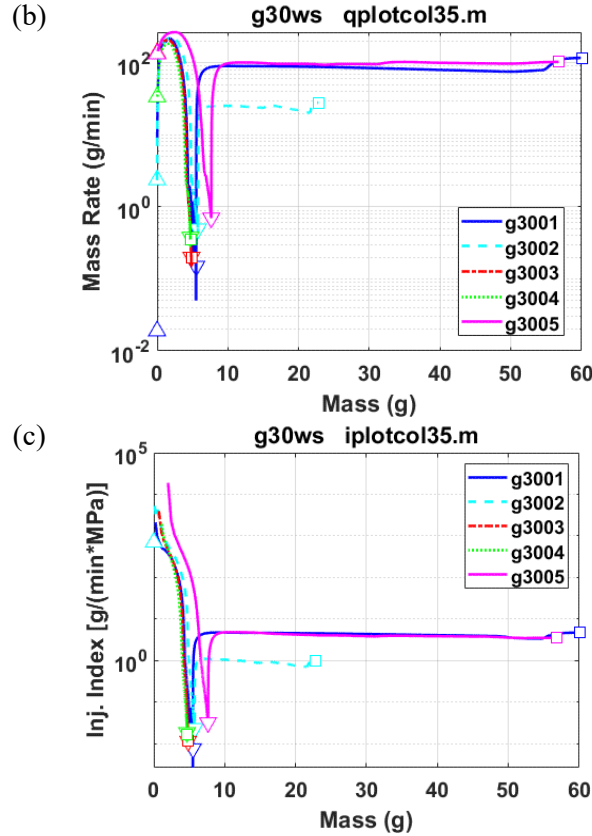 (b)
g30ws qplotcol35.m
Mass Rate (g/min)
10^2
10^0
10^-2
g3001
g3002
g3003
g3004
g3005
0 10 20 30 40 50 60
Mass (g)
(c)
g30ws iplotcol35.m
Inj. Index [g/(min*MPa)]
10^5
10^0
g3001
g3002
g3003
g3004
g3005
0 10 20 30 40 50 60
Mass (g)